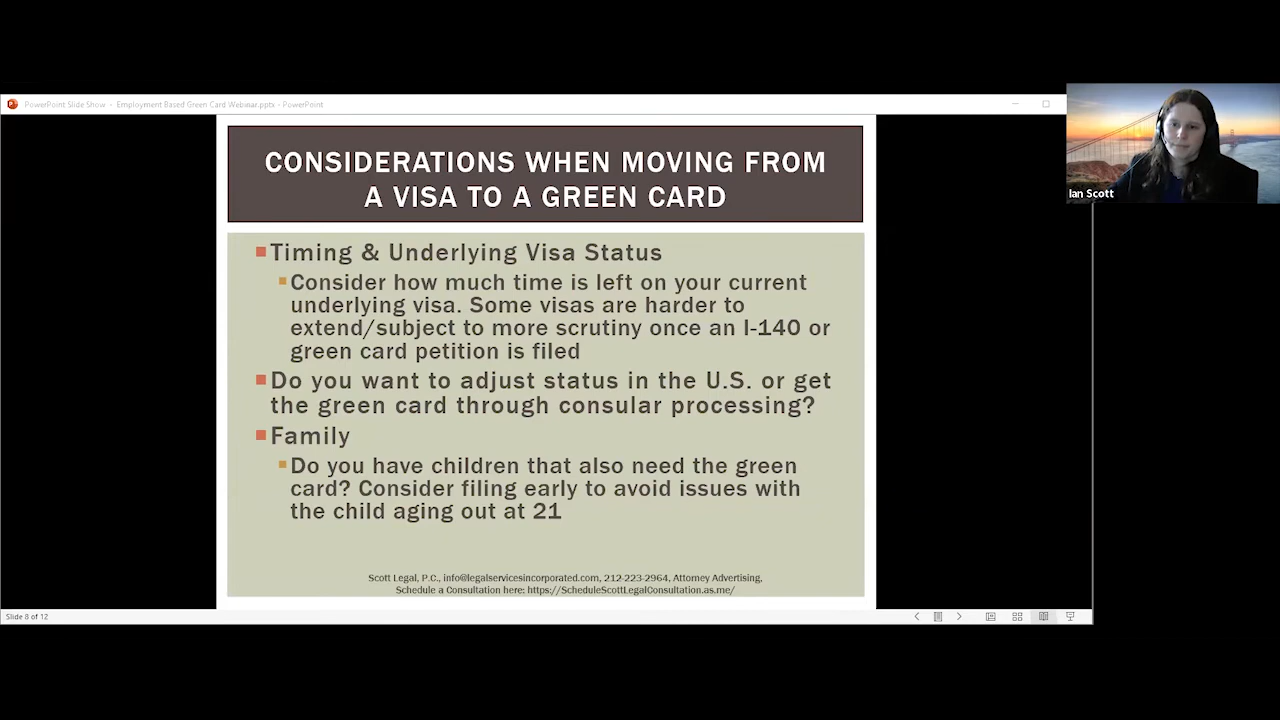 PowerPoint Slide Show - Employment Based Green Card Webinar.pptx - PowerPoint
CONSIDERATIONS WHEN MOVING FROM
A VISA TO A GREEN CARD
Ian Scott
Timing & Underlying Visa Status
Consider how much time is left on your current
underlying visa. Some visas are harder to
extend/subject to more scrutiny once an I-140 or
green card petition is filed
Do you want to adjust status in the U.S. or get
the green card through consular processing?
Family
Do you have children that also need the green
card? Consider filing early to avoid issues with
the child aging out at 21
Scott Legal, P.C., info@legalservicesincorporated.com, 212-223-2964, Attorney Advertising,
Schedule a Consultation here: https://ScheduleScottLegalConsultation.as.me/
Slide 8 of 12